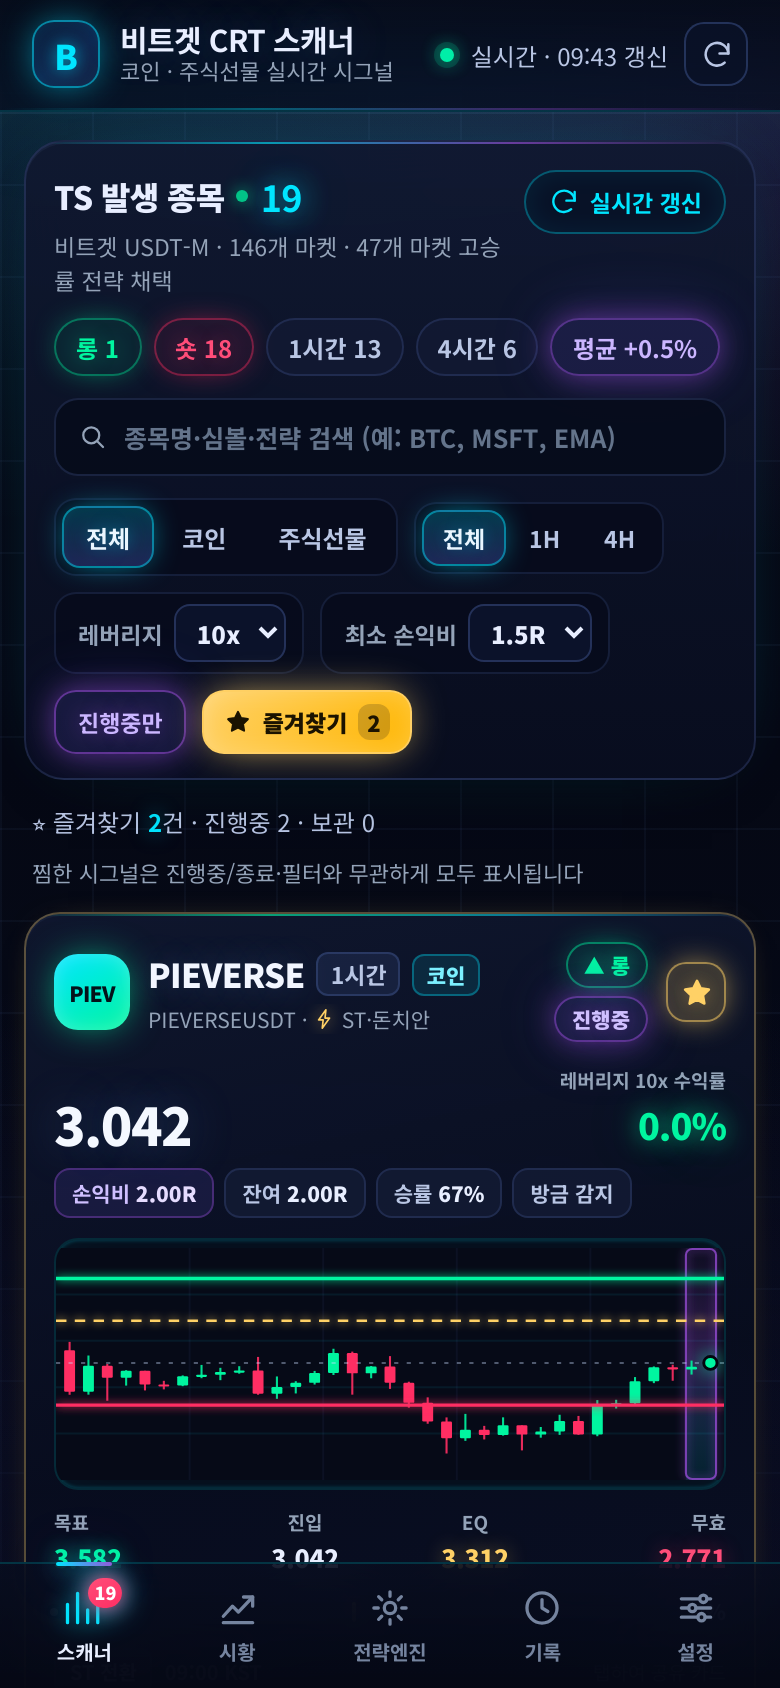 B
비트겟 CRT 스캐너
코인 · 주식선물 실시간 시그널
실시간 · 09:43 갱신
TS 발생 종목 • 19
실시간 갱신
비트겟 USDT-M · 146개 마켓 · 47개 마켓 고승
률 전략 채택
롱 1
숏 18
1시간 13
4시간 6
평균 +0.5%
종목명·심볼·전략 검색 (예: BTC, MSFT, EMA)
전체
코인
주식선물
전체
1H
4H
레버리지
10x
최소 손익비
1.5R
진행중만
★ 즐겨찾기 2
☆ 즐겨찾기 2건 · 진행중 2 · 보관 0
찜한 시그널은 진행중/종료·필터와 무관하게 모두 표시됩니다
PIEV
PIEVERSE
1시간
코인
▲ 롱
PIEVERSEUSDT · ⚡ ST·돈치안
진행중
레버리지 10x 수익률
3.042
0.0%
손익비 2.00R
잔여 2.00R
승률 67%
방금 감지
목표
진입
EQ
무효
3.582
3.042
3.312
2.771
19
스캐너
시황
전략엔진
기록
설정